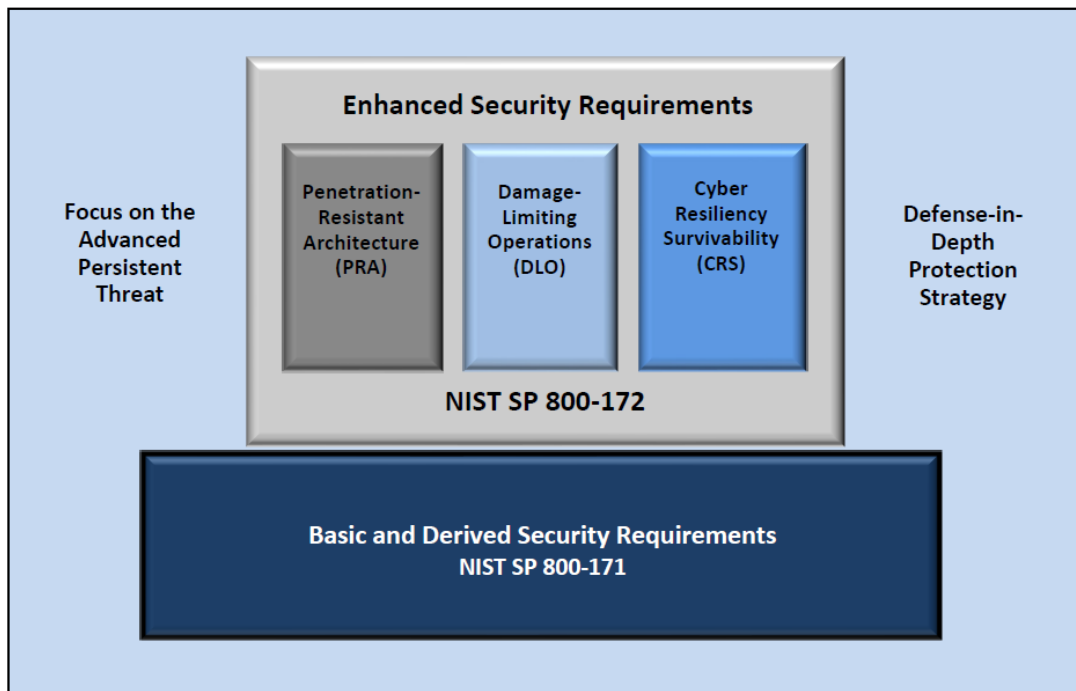 Enhanced Security Requirements
Focus on the
Advanced
Persistent
Threat
Penetration-
Resistant
Architecture
(PRA)
Damage-
Limiting
Operations
(DLO)
Cyber
Resiliency
Survivability
(CRS)
Defense-in-
Depth
Protection
Strategy
NIST SP 800-172
Basic and Derived Security Requirements
NIST SP 800-171